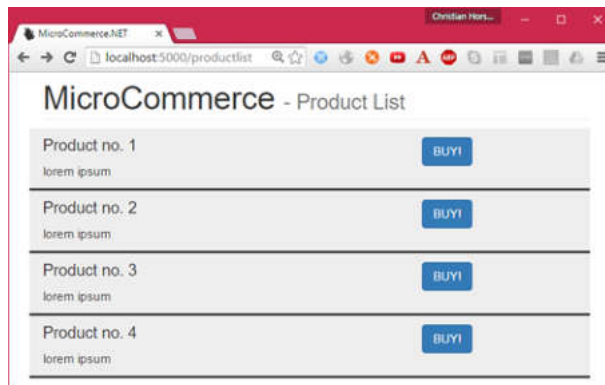 Christian Hors...
MicroCommerce.NET
localhost:5000/productlist
MicroCommerce - Product List
Product no. 1
BUY!
lorem ipsum
Product no. 2
BUY!
lorem ipsum
Product no. 3
BUY!
lorem ipsum
Product no. 4
BUY!
lorem ipsum